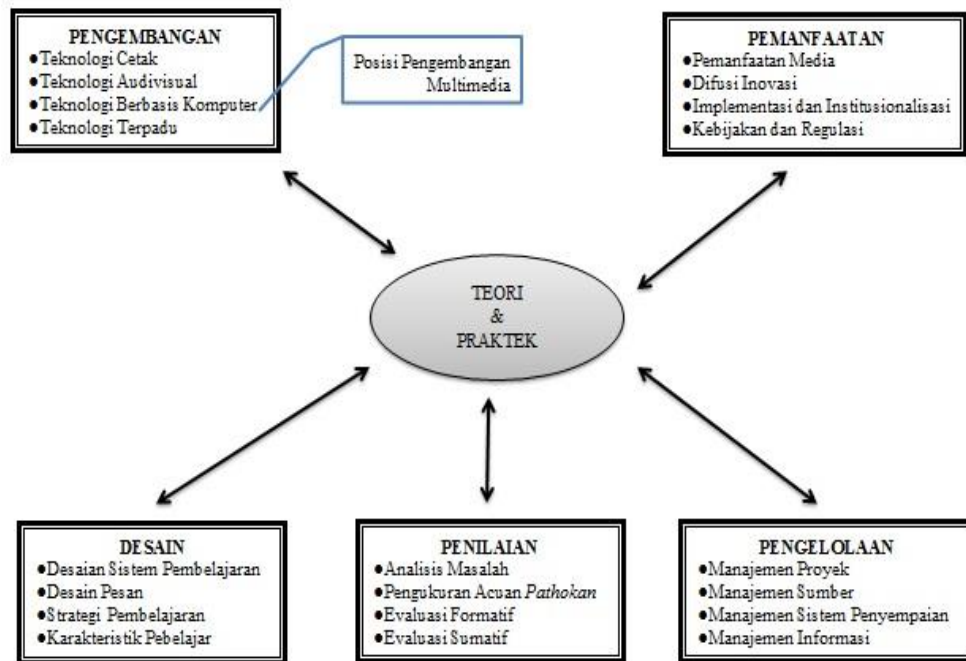 PENGEMBANGAN
●Teknologi Cetak
●Teknologi Audivisual
●Teknologi Berbasis Komputer
●Teknologi Terpadu
Posisi Pengembangan
Multimedia
PEMANFAATAN
●Pemanfaatan Media
●Difusi Inovasi
●Implementasi dan Institusionalisasi
●Kebijakan dan Regulasi
TEORI
&
PRAKTEK
DESAIN
●Desaian Sistem Pembelajaran
●Desain Pesan
●Strategi Pembelajaran
●Karakteristik Pebelajar
PENILAIAN
●Analisis Masalah
●Pengukuran Acuan Pathokan
●Evaluasi Formatif
●Evaluasi Sumatif
PENGELOLAAN
●Manajemen Proyek
●Manajemen Sumber
●Manajemen Sistem Penyempaian
●Manajemen Informasi